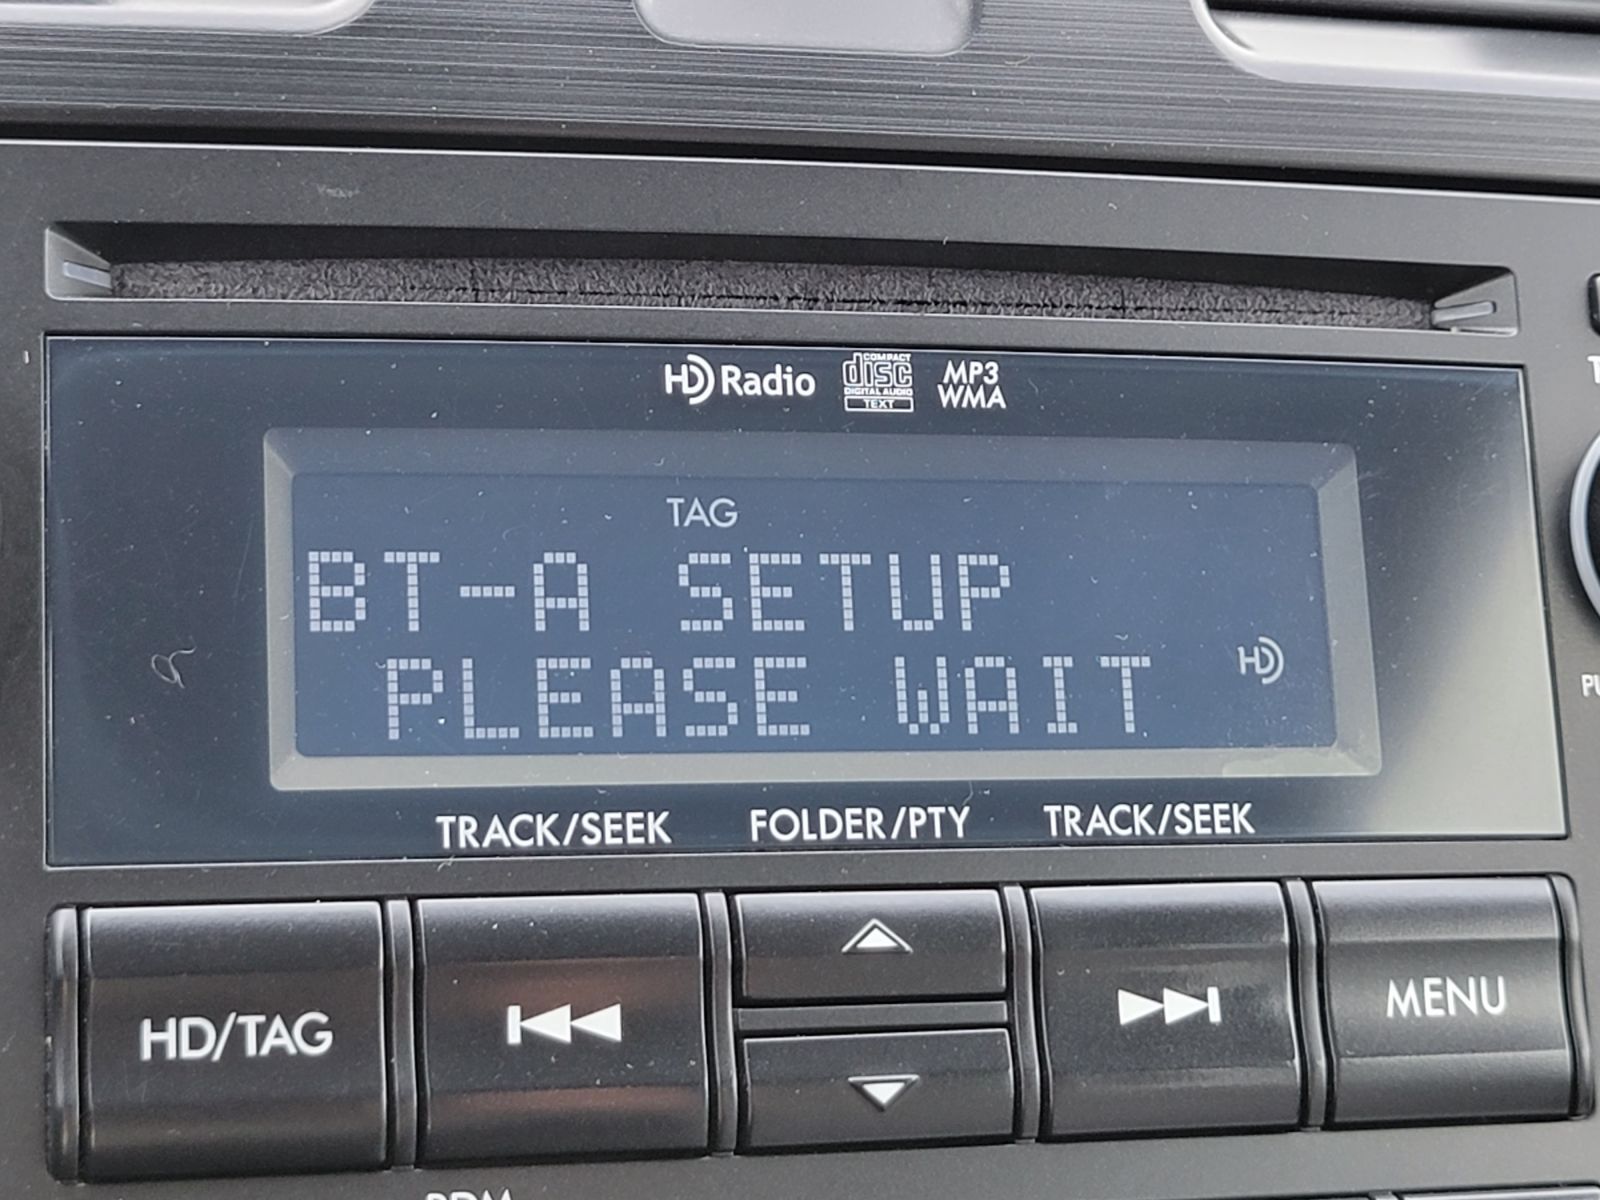 HD Radio
COMPACT
disc
DIGITAL AUDIO
TEXT
MP3
WMA
TAG
BT-A SETUP
PLEASE WAIT
HD
TRACK/SEEK FOLDER/PTY TRACK/SEEK
HD/TAG
MENU